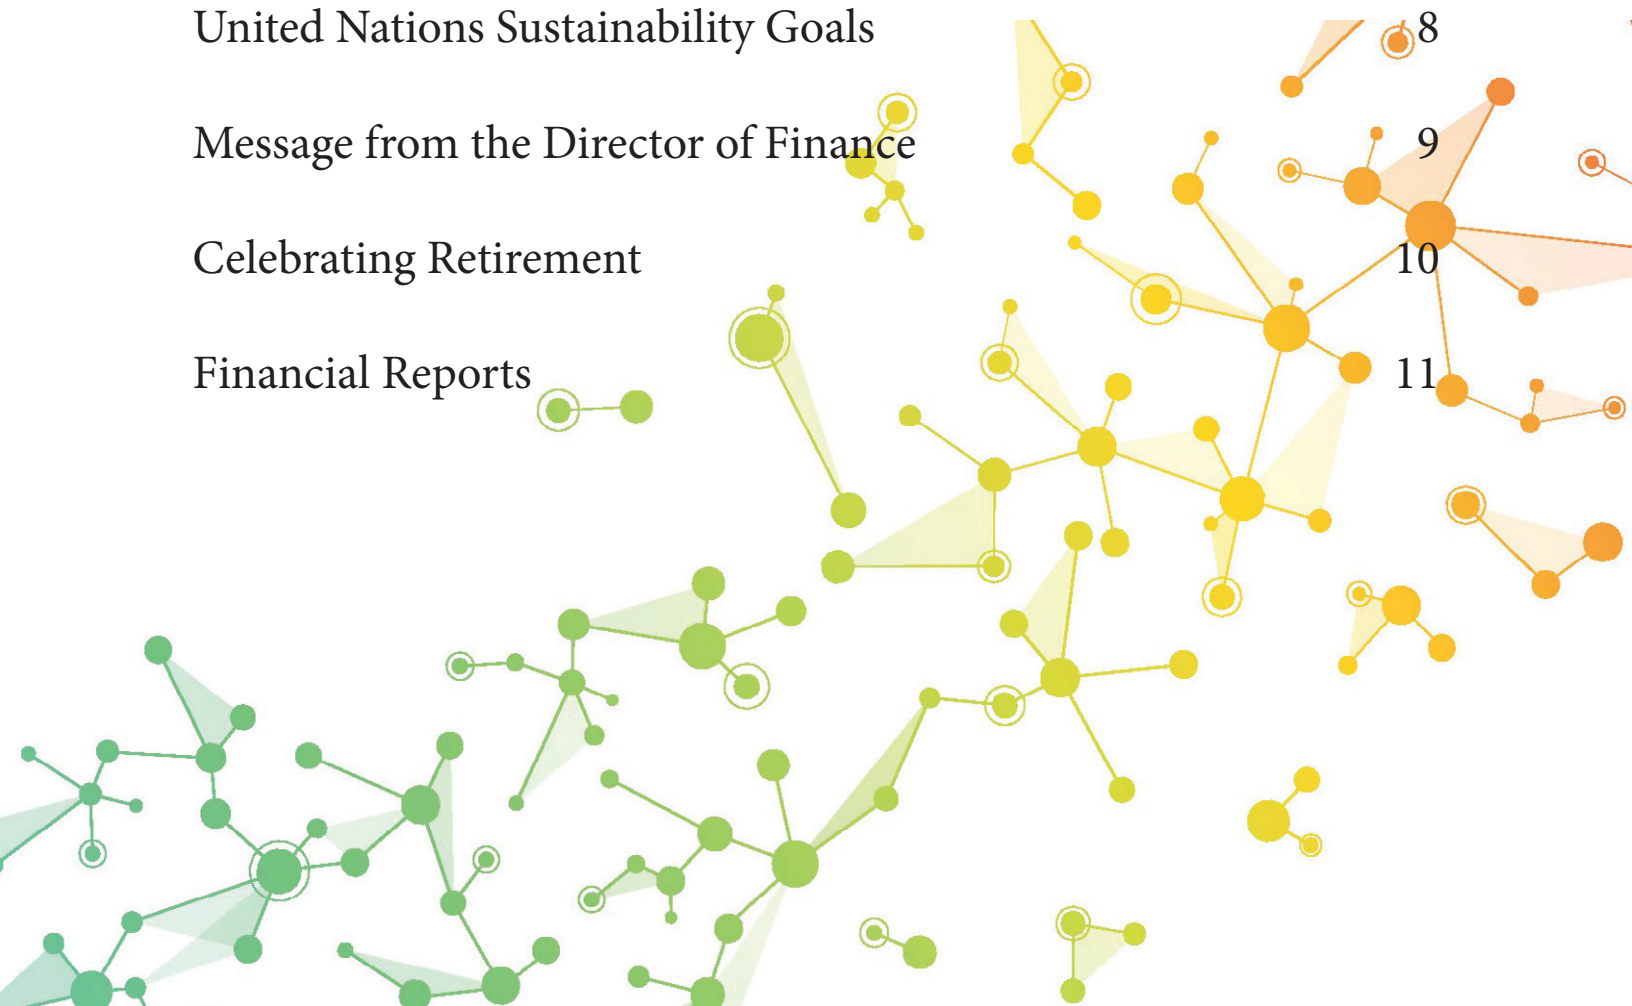 United Nations Sustainability Goals 8
Message from the Director of Finance 9
Celebrating Retirement 10
Financial Reports 11